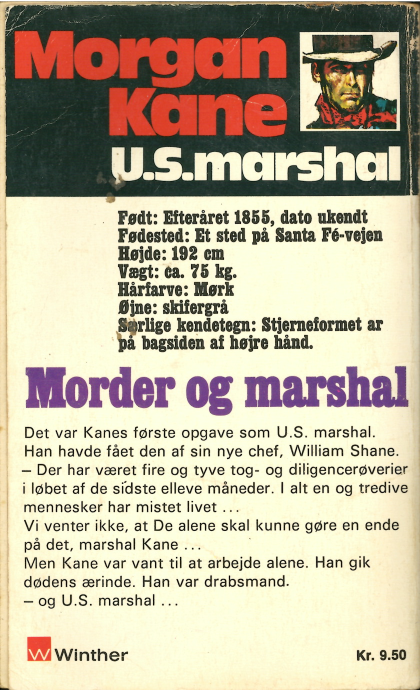 Morgan
Kane
U.S.marshal
Født: Efteråret 1855, dato ukendt
Fødested: Et sted på Santa Fé-vejen
Højde: 192 cm
Vægt: ca. 75 kg.
Hårfarve: Mørk
Øjne: skifergrå
Særlige kendetegn: Stjerneformet ar
på bagsiden af højre hånd.
Morder og marshal
Det var Kanes første opgave som U.S. marshal.
Han havde fået den af sin nye chef, William Shane.
– Der har været fire og tyve tog- og diligencerøverier
i løbet af de sidste elleve måneder. I alt en og tredive
mennesker har mistet livet ...
Vi venter ikke, at De alene skal kunne gøre en ende
på det, marshal Kane ...
Men Kane var vant til at arbejde alene. Han gik
dødens ærinde. Han var drabsmand.
– og U.S. marshal ...
W Winther
Kr. 9.50